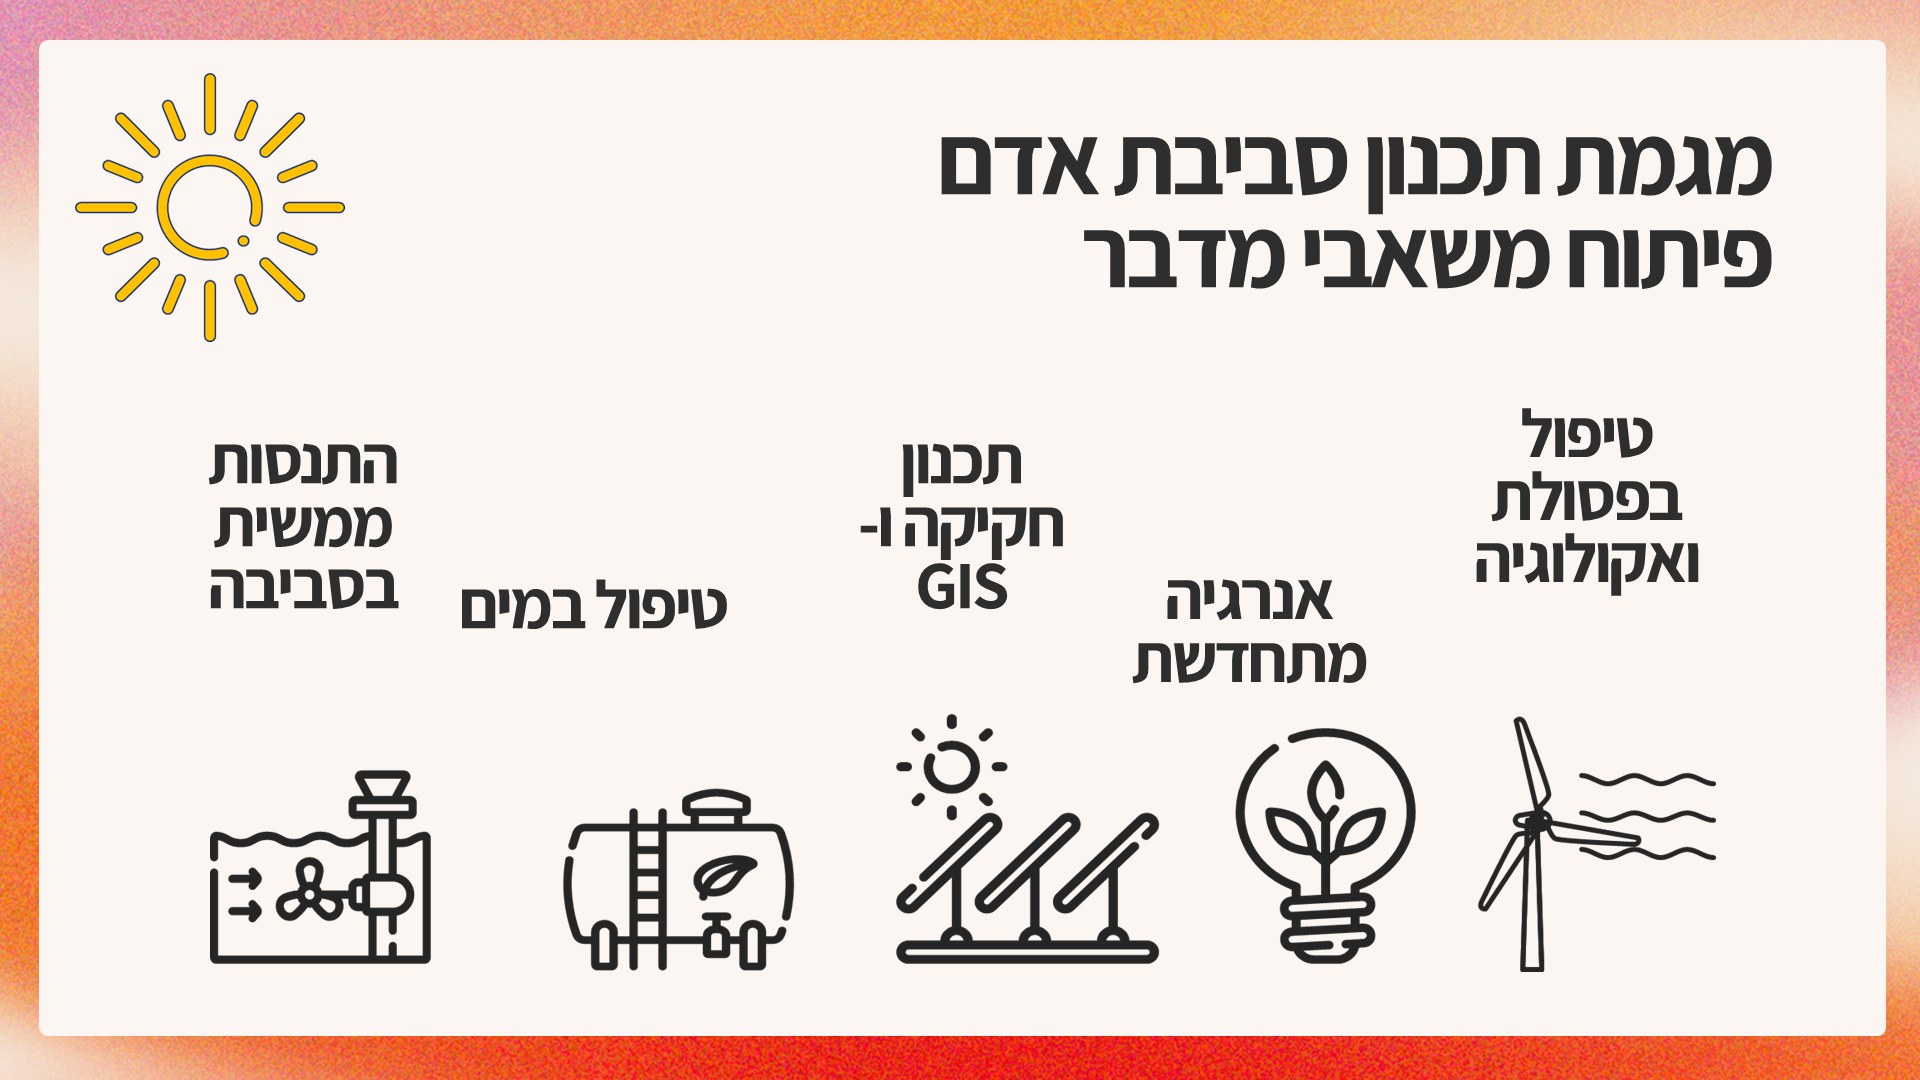 מגמת תכנון סביבת אדם
פיתוח משאבי מדבר
טיפול
בפסולת
ואקולוגיה
אנרגיה
מתחדשת
תכנון
חקיקה ו-
GIS
טיפול במים
התנסות
ממשית
בסביבה